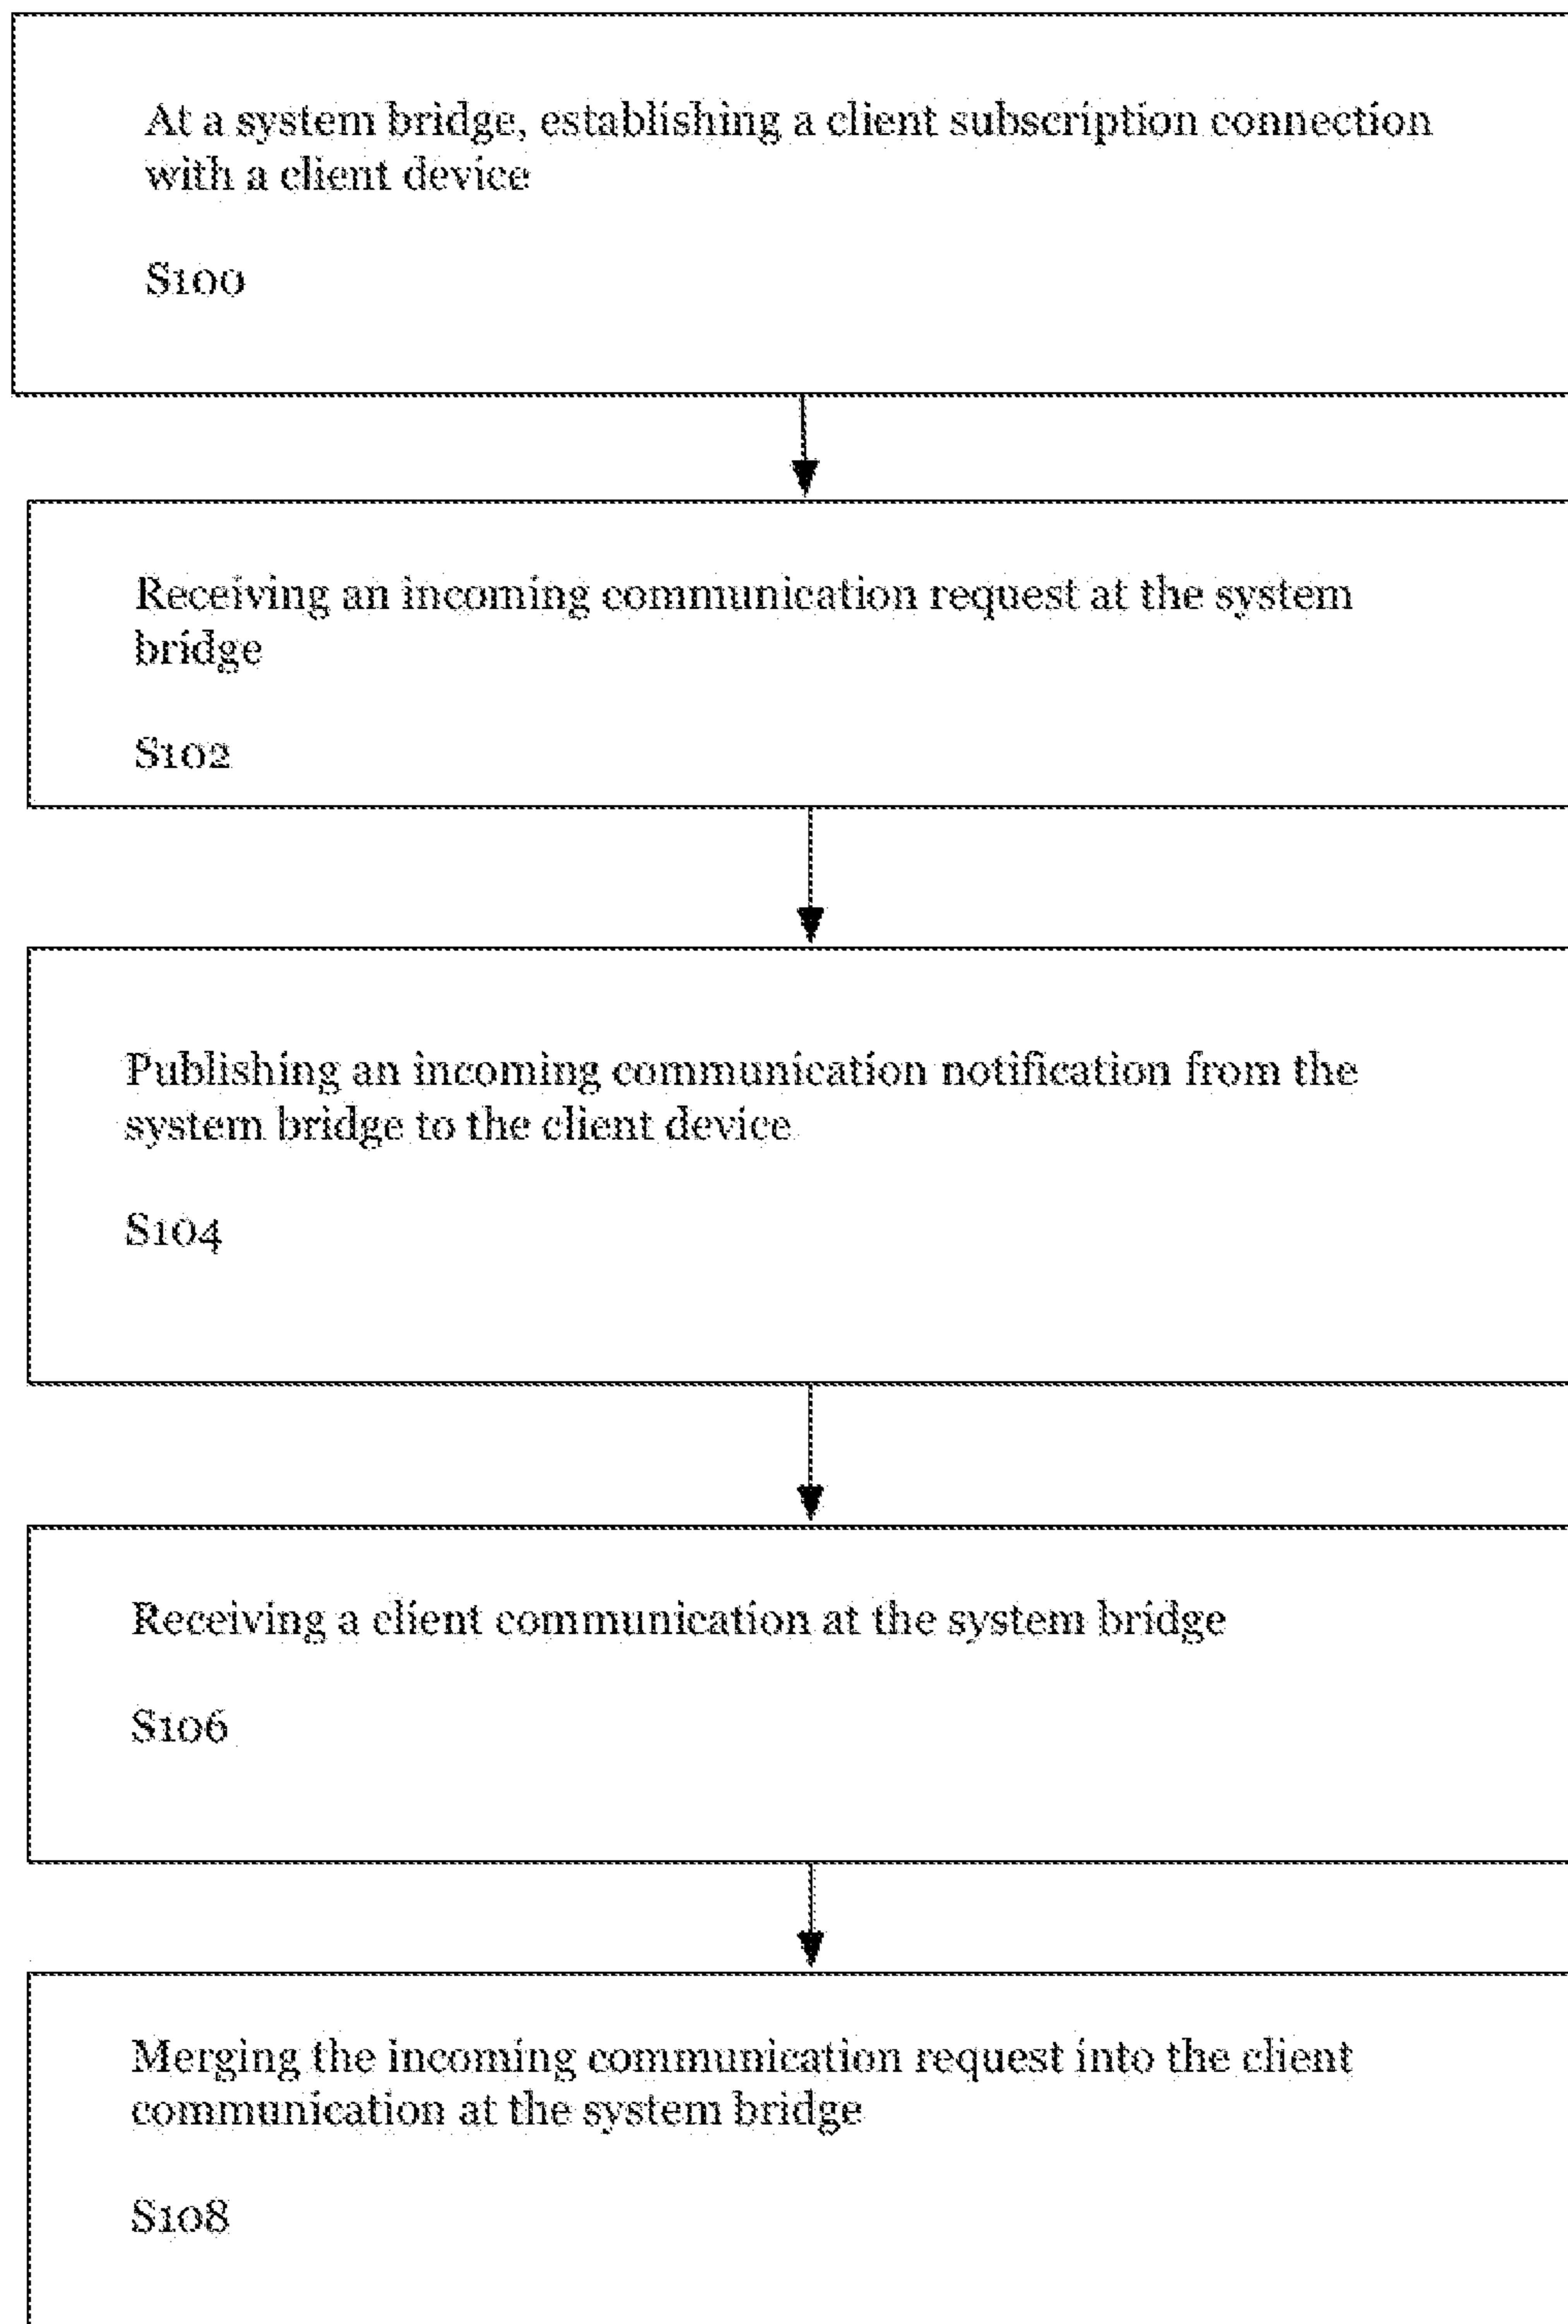 At a system bridge, establishing a client subscription connection
with a client device
S100
Receiving an incoming communication request at the system
bridge
S102
Publishing an incoming communication notification from the
system bridge to the client device
S104
Receiving a client communication at the system bridge
S106
Merging the incoming communication request into the client
communication at the system bridge
S108